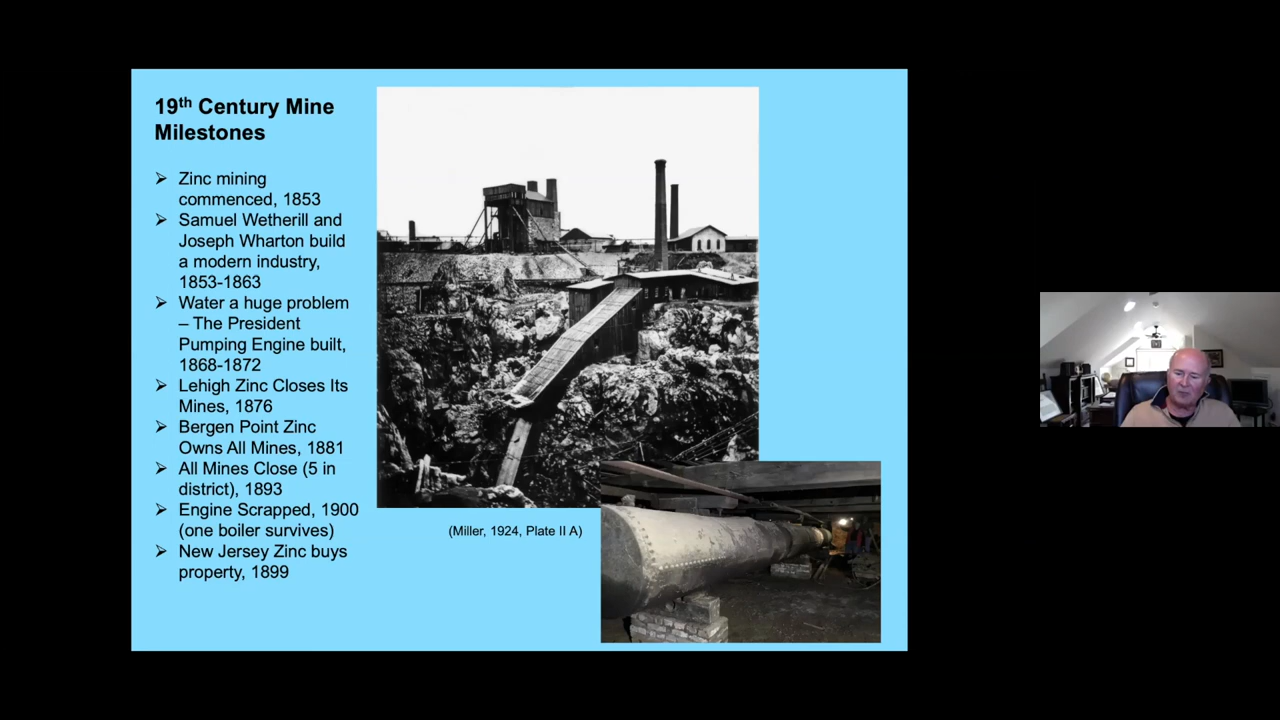 19th Century Mine
Milestones
➢ Zinc mining
commenced, 1853
➢ Samuel Wetherill and
Joseph Wharton build
a modern industry,
1853-1863
➢ Water a huge problem
– The President
Pumping Engine built,
1868-1872
➢ Lehigh Zinc Closes Its
Mines, 1876
➢ Bergen Point Zinc
Owns All Mines, 1881
➢ All Mines Close (5 in
district), 1893
➢ Engine Scrapped, 1900
(one boiler survives)
➢ New Jersey Zinc buys
property, 1899
(Miller, 1924, Plate II A)